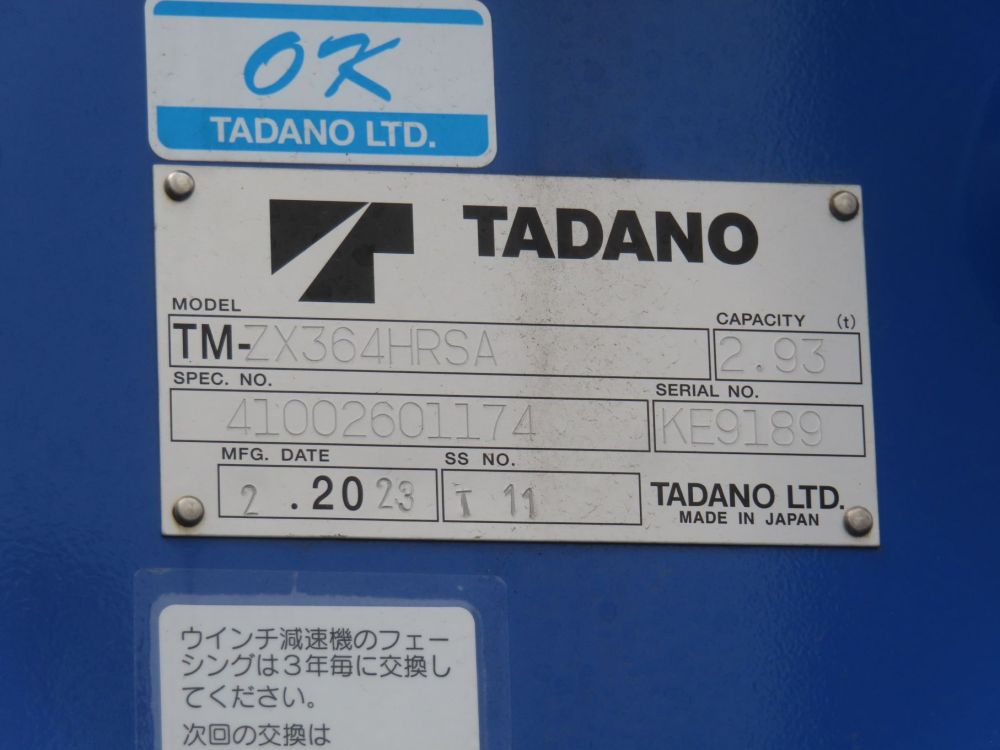 OK
TADANO LTD.
TADANO
MODEL
TM-ZX364HRSA
CAPACITY (t)
2.93
SPEC. NO.
41002601174
SERIAL NO.
KE9189
MFG. DATE
2 .2023
SS NO.
T 11
TADANO LTD.
MADE IN JAPAN
ウインチ減速機のフェー
シングは3年毎に交換し
てください。
次回の交換は